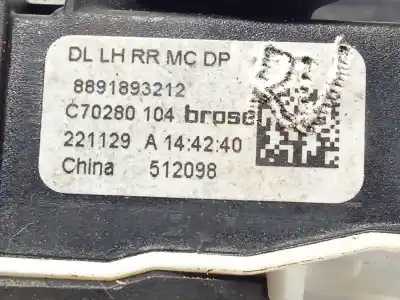 DL LH RR MC DP
8891893212
C70280 104 brose
221129 A 14:42:40
China 512098